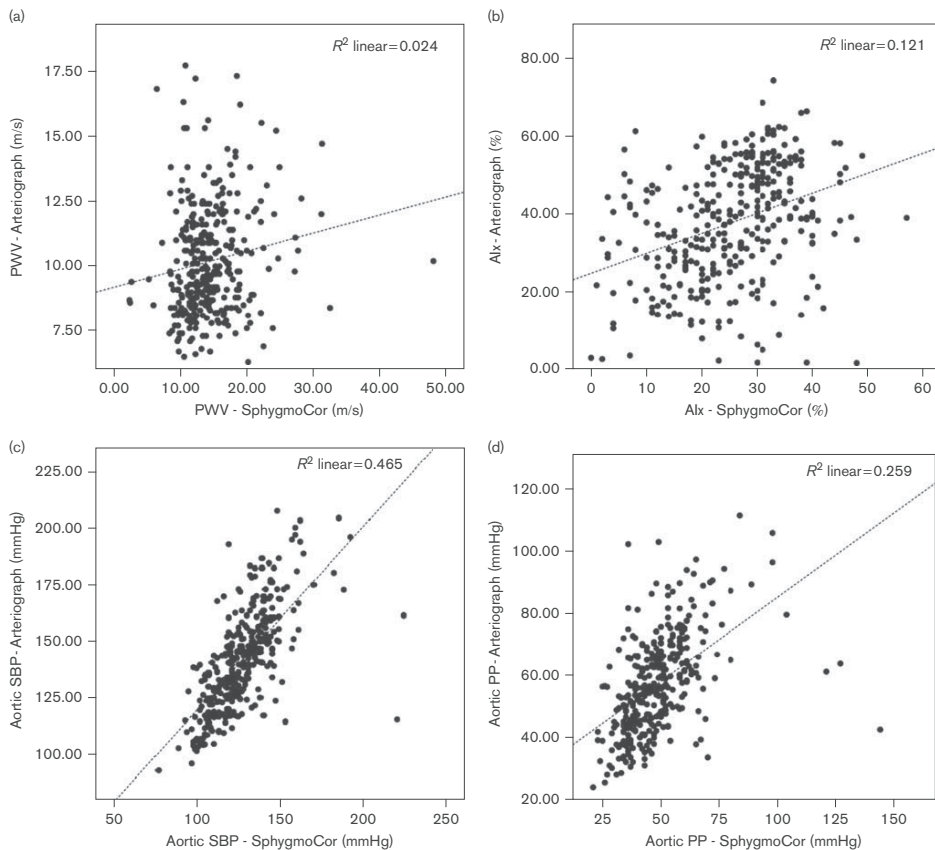 (a)
R² linear=0.024
17.50
15.00
12.50
10.00
7.50
PWV - Arteriograph (m/s)
0.00 10.00 20.00 30.00 40.00 50.00
PWV - SphygmoCor (m/s)
(b)
R² linear=0.121
80.00
60.00
40.00
20.00
0.00
AIx - Arteriograph (%)
0 10 20 30 40 50 60
AIx - SphygmoCor (%)
(c)
R² linear=0.465
225.00
200.00
175.00
150.00
125.00
100.00
Aortic SBP - Arteriograph (mmHg)
50 100 150 200 250
Aortic SBP - SphygmoCor (mmHg)
(d)
R² linear=0.259
120.00
100.00
80.00
60.00
40.00
20.00
Aortic PP - Arteriograph (mmHg)
25 50 75 100 125 150
Aortic PP - SphygmoCor (mmHg)